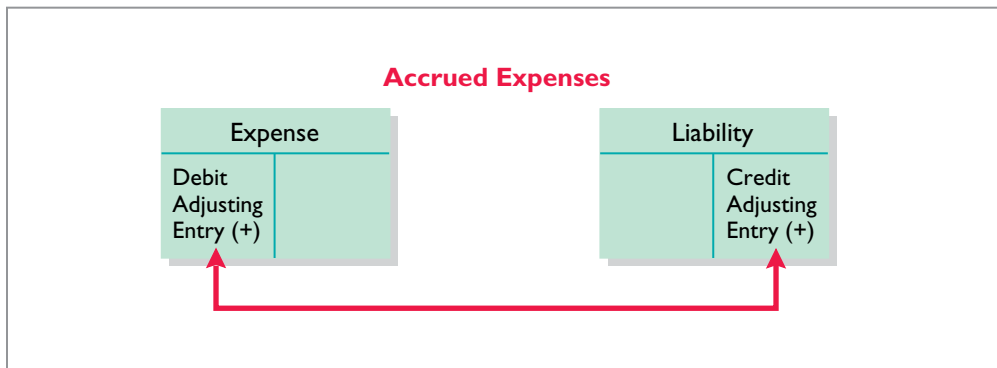 Accrued Expenses
Expense
Debit
Adjusting
Entry (+)
Liability
Credit
Adjusting
Entry (+)